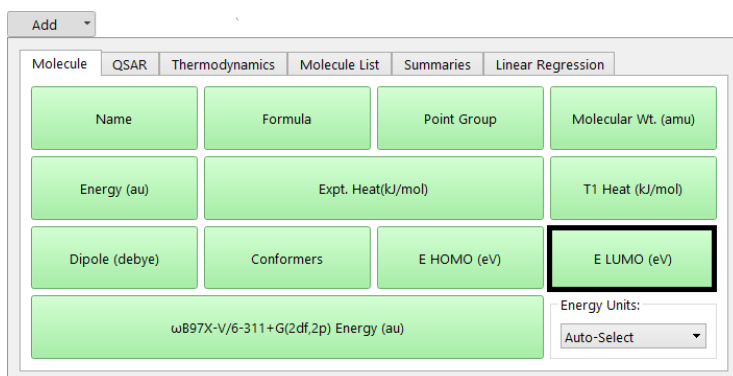 Add
Molecule QSAR Thermodynamics Molecule List Summaries Linear Regression
Name Formula Point Group Molecular Wt. (amu)
Energy (au) Expt. Heat(kJ/mol) T1 Heat (kJ/mol)
Dipole (debye) Conformers E HOMO (eV) E LUMO (eV)
ωB97X-V/6-311+G(2df,2p) Energy (au)
Energy Units:
Auto-Select